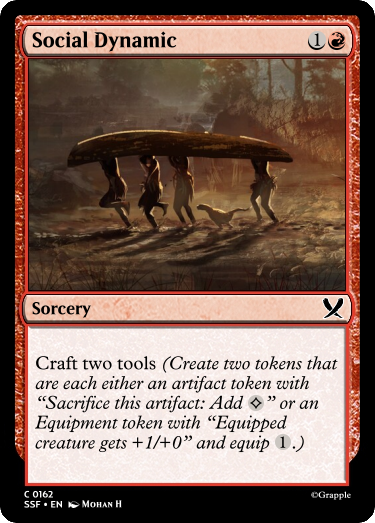 Social Dynamic 1
Sorcery
Craft two tools (Create two tokens that
are each either an artifact token with
“Sacrifice this artifact: Add ” or an
Equipment token with “Equipped
creature gets +1/+0” and equip 1.)
C 0162
SSF • EN MOHAN H
©Grapple